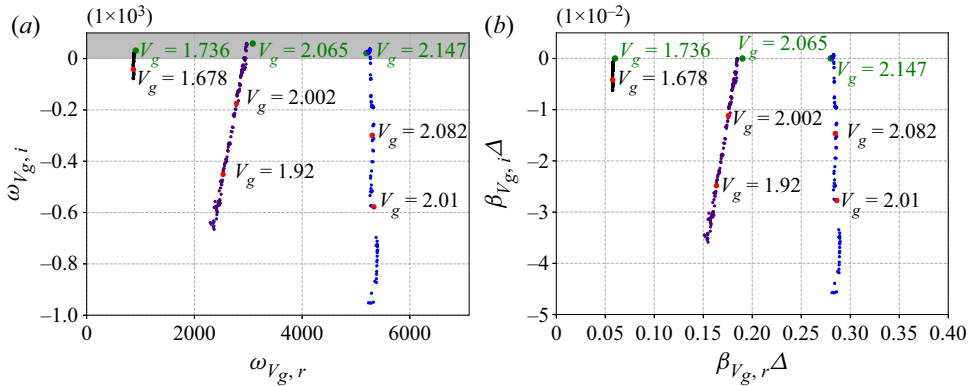 (a)
(1×10³)
0
−0.2
−0.4
−0.6
−0.8
−1.0
ω_{V_g, i}
V_g = 1.736
V_g = 2.065
V_g = 2.147
V_g = 1.678
V_g = 2.002
V_g = 2.082
V_g = 1.92
V_g = 2.01
0
2000
4000
6000
ω_{V_g, r}
(b)
(1×10⁻²)
0
−1
−2
−3
−4
−5
β_{V_g, i}Δ
V_g = 1.736
V_g = 2.065
V_g = 2.147
V_g = 1.678
V_g = 2.002
V_g = 2.082
V_g = 1.92
V_g = 2.01
0
0.05
0.10
0.15
0.20
0.25
0.30
0.35
0.40
β_{V_g, r}Δ